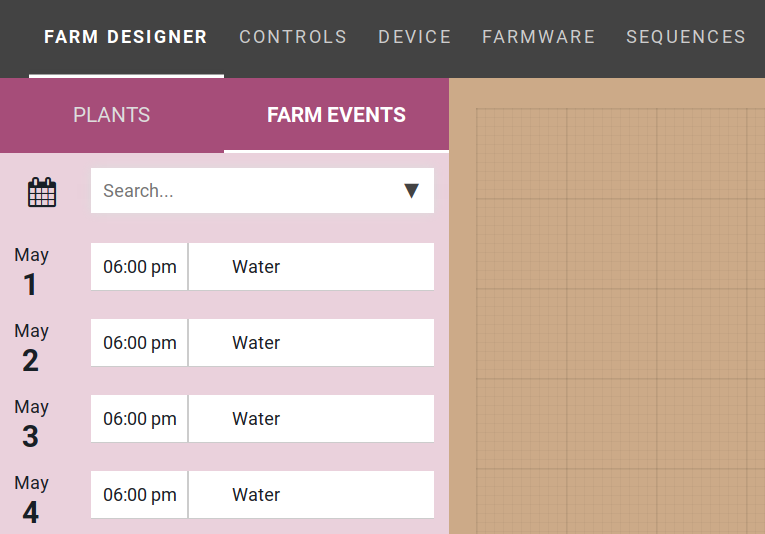 FARM DESIGNER CONTROLS DEVICE FARMWARE SEQUENCES
PLANTS FARM EVENTS
Search...
May
1
06:00 pm Water
May
2
06:00 pm Water
May
3
06:00 pm Water
May
4
06:00 pm Water